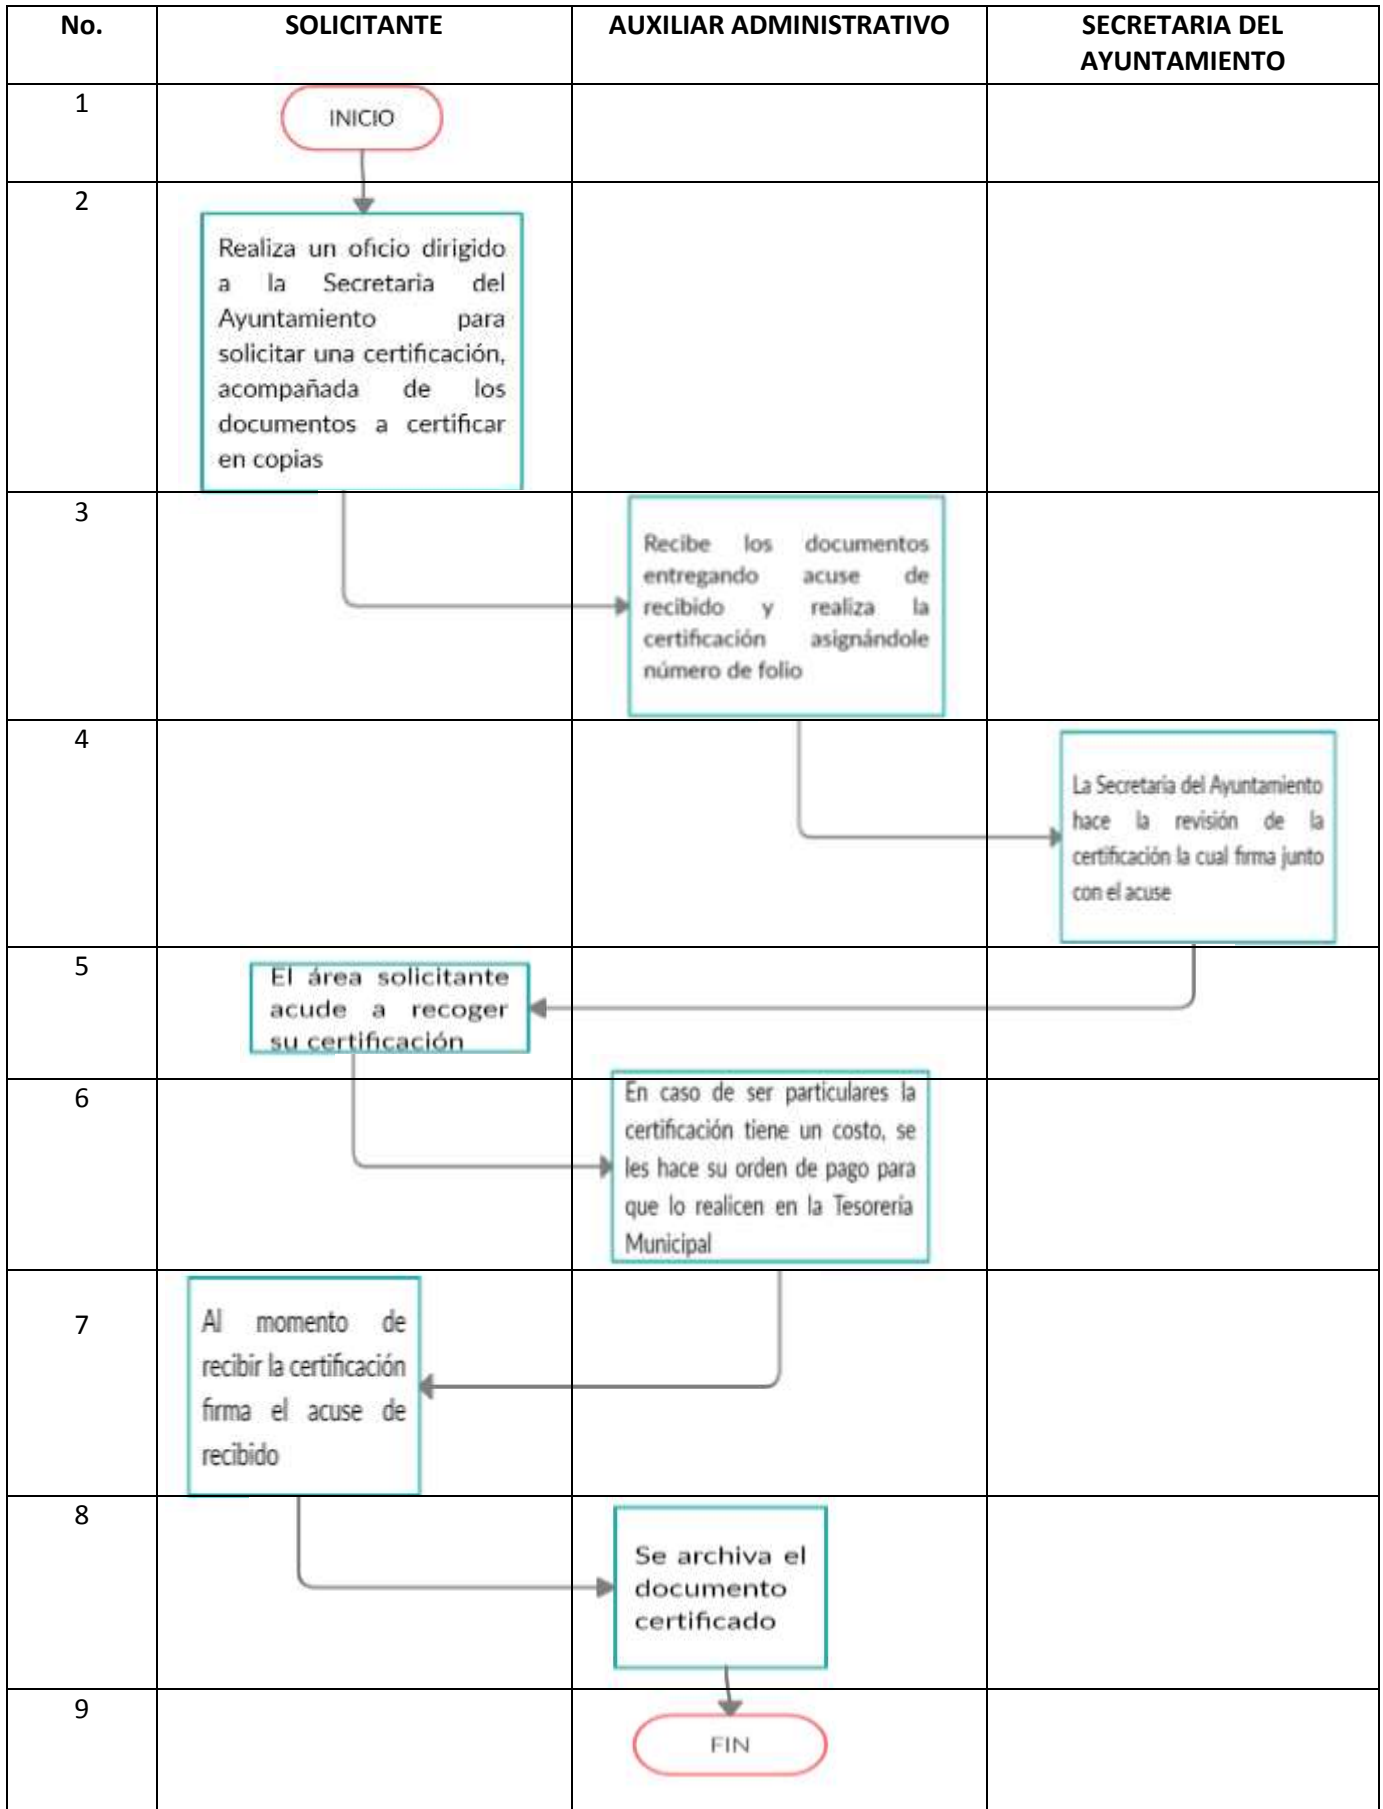 No.
SOLICITANTE
AUXILIAR ADMINISTRATIVO
SECRETARIA DEL
AYUNTAMIENTO
1
INICIO
2
Realiza un oficio dirigido
a la Secretaria del
Ayuntamiento para
solicitar una certificación,
acompañada de los
documentos a certificar
en copias
3
Recibe los documentos
entregando acuse de
recibido y realiza la
certificación asignándole
número de folio
4
La Secretaria del Ayuntamiento
hace la revisión de la
certificación la cual firma junto
con el acuse
5
El área solicitante
acude a recoger
su certificación
6
En caso de ser particulares la
certificación tiene un costo, se
les hace su orden de pago para
que lo realicen en la Tesorería
Municipal
7
Al momento de
recibir la certificación
firma el acuse de
recibido
8
Se archiva el
documento
certificado
9
FIN